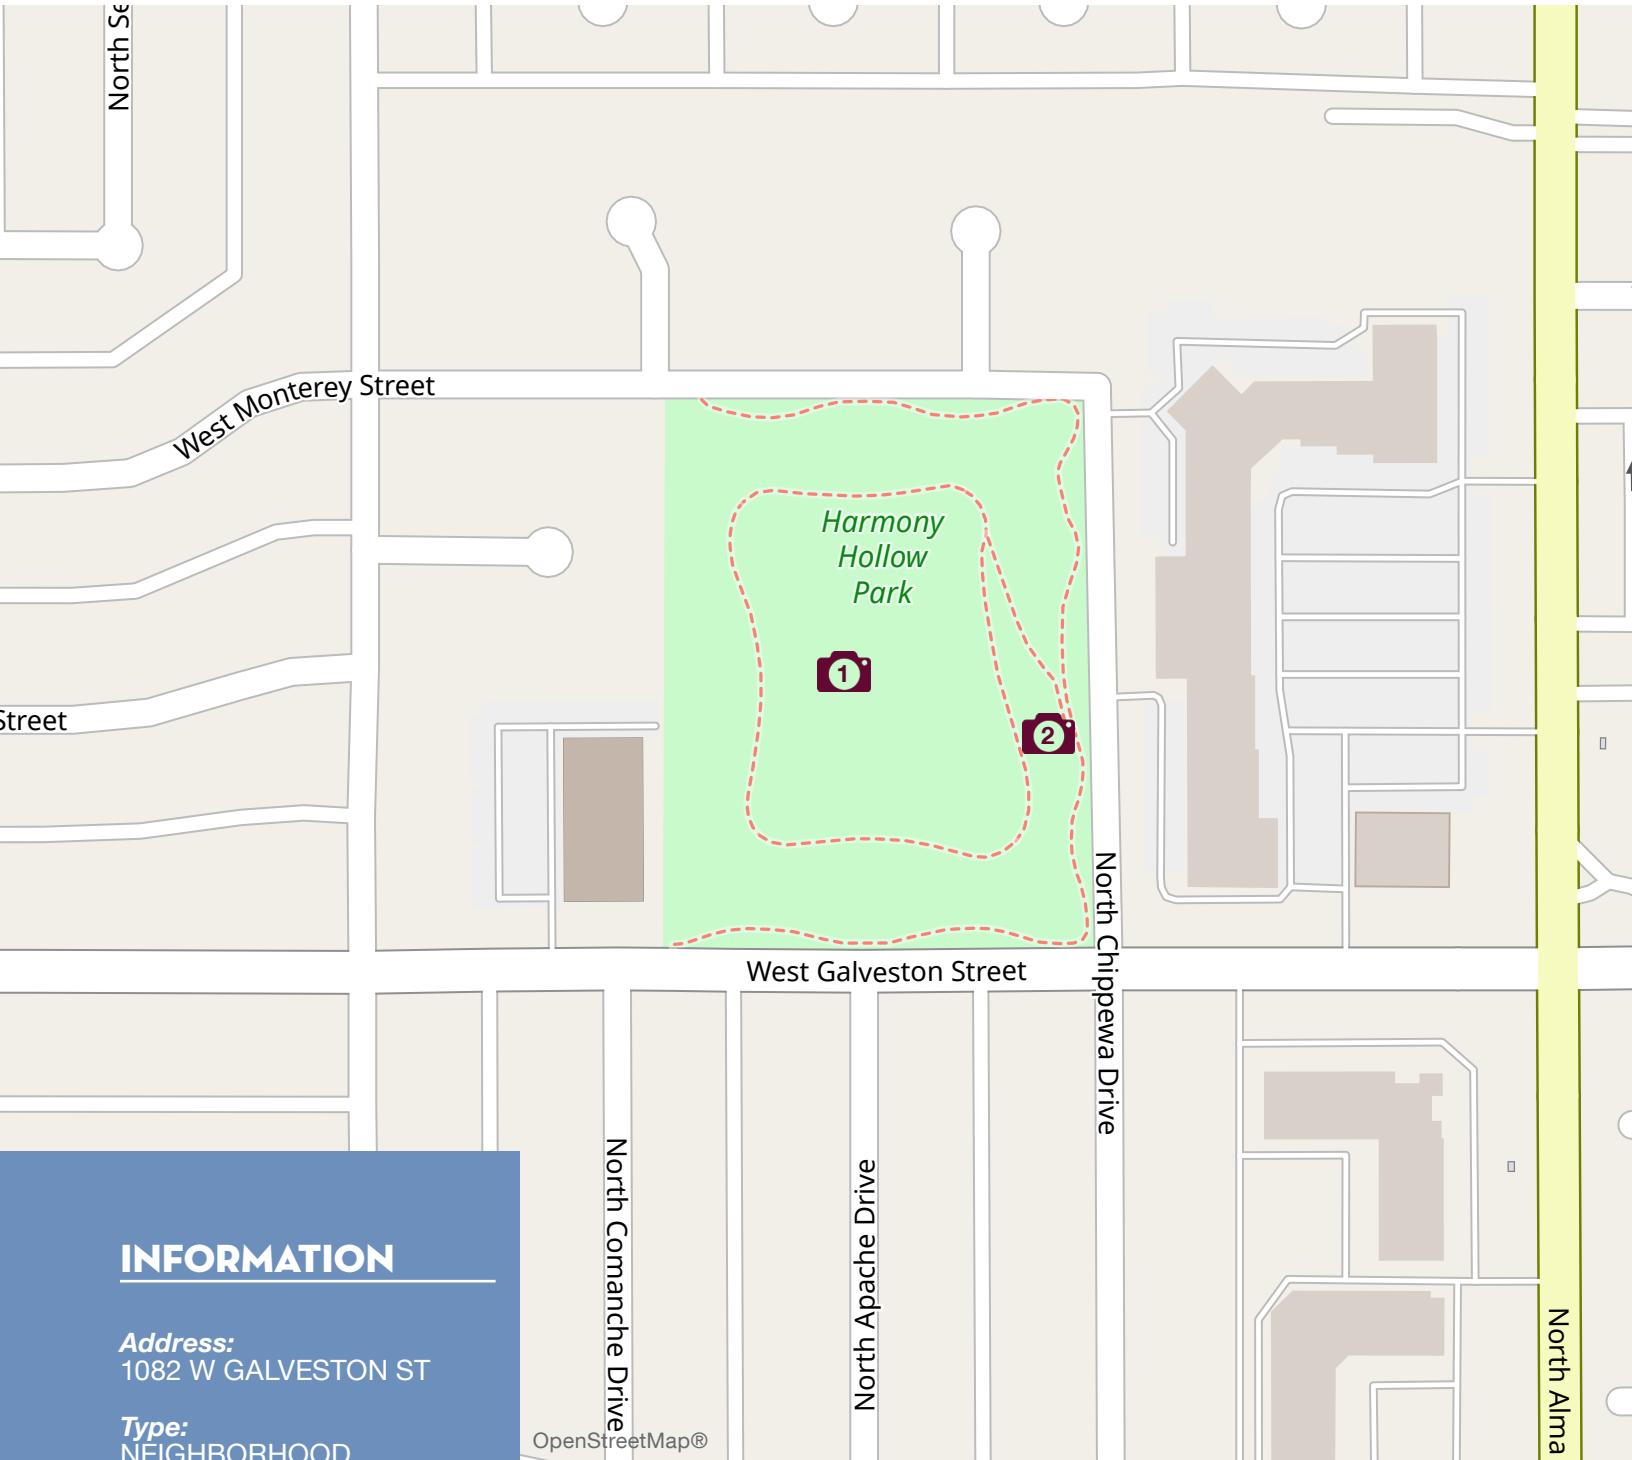 North Se
West Monterey Street
Harmony
Hollow
Park
1
2
Street
North Chippewa Drive
West Galveston Street
North Comanche Drive
North Apache Drive
North Alma
INFORMATION
Address:
1082 W GALVESTON ST
Type:
NEIGHBORHOOD
OpenStreetMap®